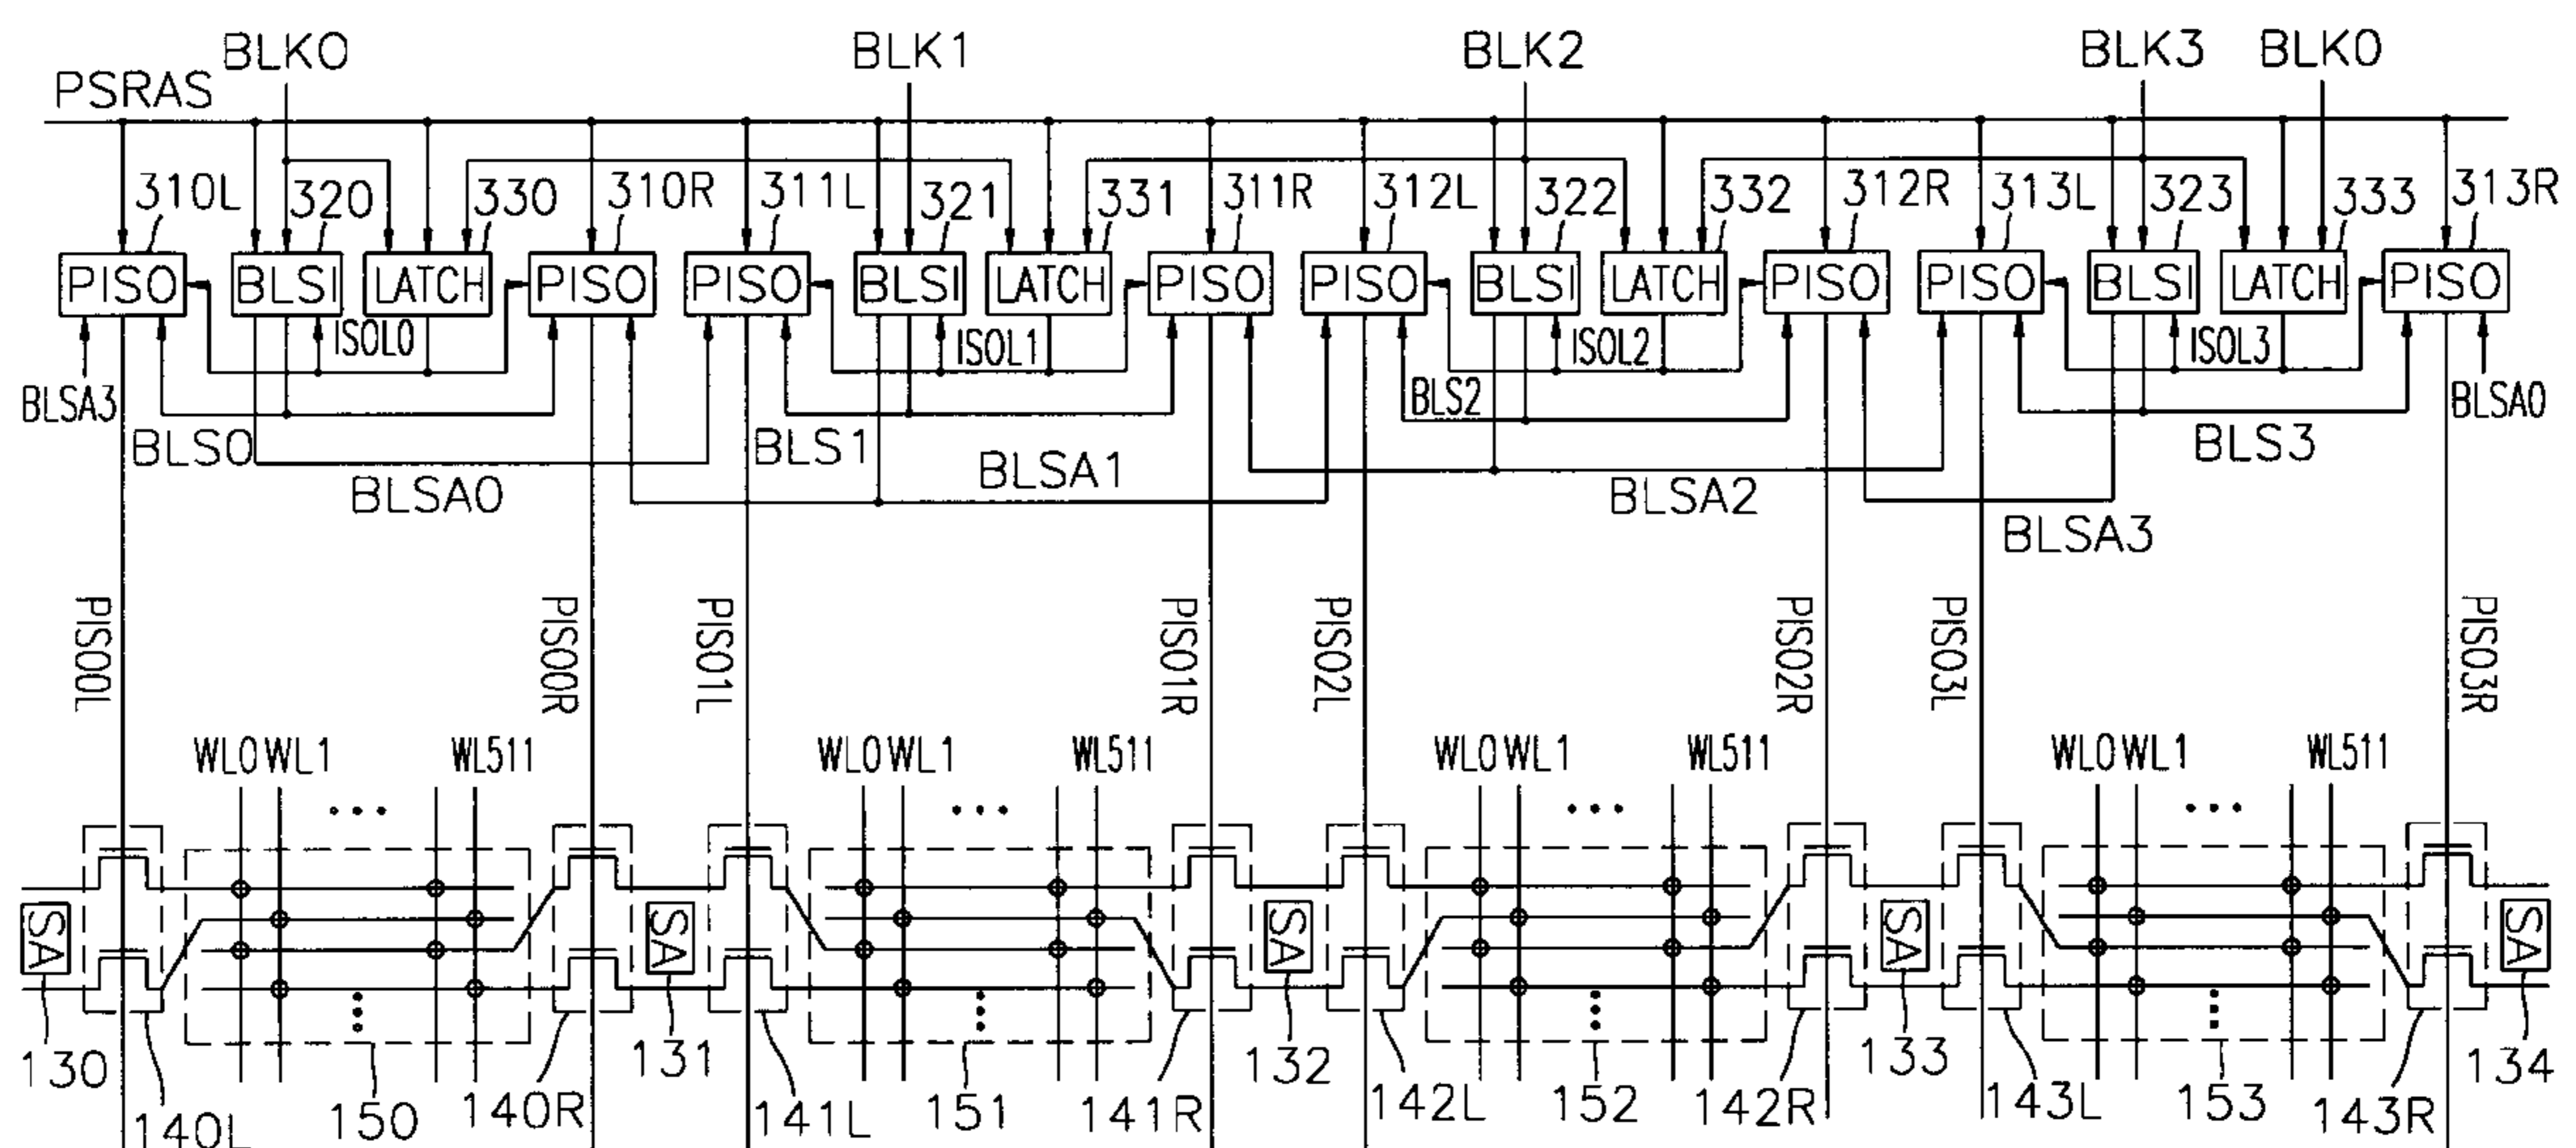 BLK0 BLK1 BLK2 BLK3 BLK0
PSRAS
310L 320 330 310R 311L 321 331 311R 312L 322 332 312R 313L 323 333 313R
PISO BLSI LATCH PISO PISO BLSI LATCH PISO PISO BLSI LATCH PISO PISO BLSI LATCH PISO
ISOL0 ISOL1 ISOL2 ISOL3
BLSA3 BLS2 BLSA0
BLS0 BLS1 BLS3
BLSA0 BLSA1 BLSA2 BLSA3
PISO0L PISO0R PISO1L PISO1R PISO2L PISO2R PISO3L PISO3R
WL0 WL1 WL511 WL0 WL1 WL511 WL0 WL1 WL511 WL0 WL1 WL511
SA SA SA SA SA
130 131 132 133 134
140L 150 140R 141L 151 141R 142L 152 142R 143L 153 143R